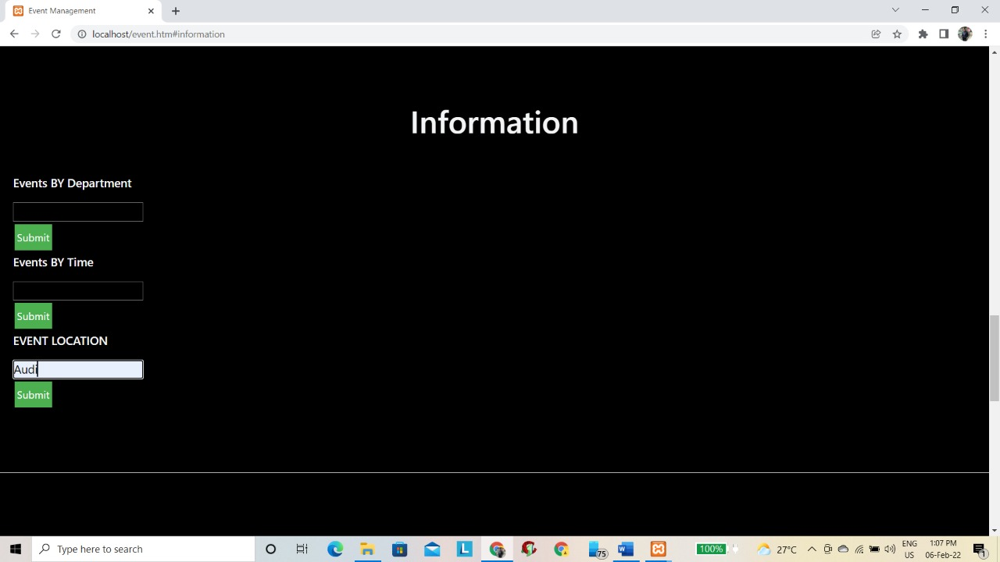 Event Management
localhost/event.htm#information
Information
Events BY Department
Submit
Events BY Time
Submit
EVENT LOCATION
Audi
Submit
Type here to search
L
75
W
100%
27°C
ENG
US
1:07 PM
06-Feb-22
1